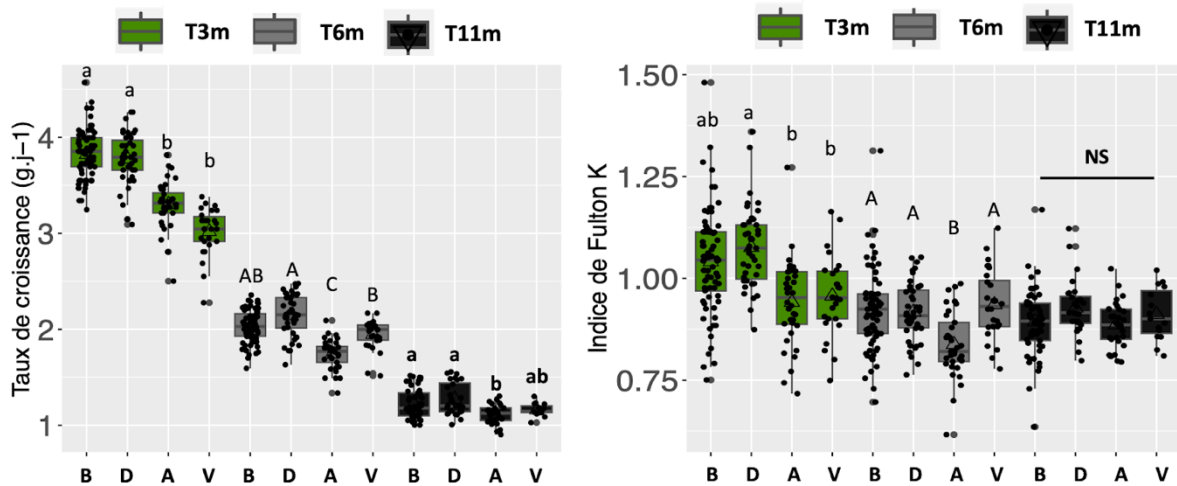 T3m T6m T11m
Taux de croissance (g.j−1)
4
3
2
1
a a b b AB A C B a a b ab
B D A V B D A V B D A V
T3m T6m T11m
Indice de Fulton K
1.50
1.25
1.00
0.75
ab a b b A A B A NS
B D A V B D A V B D A V